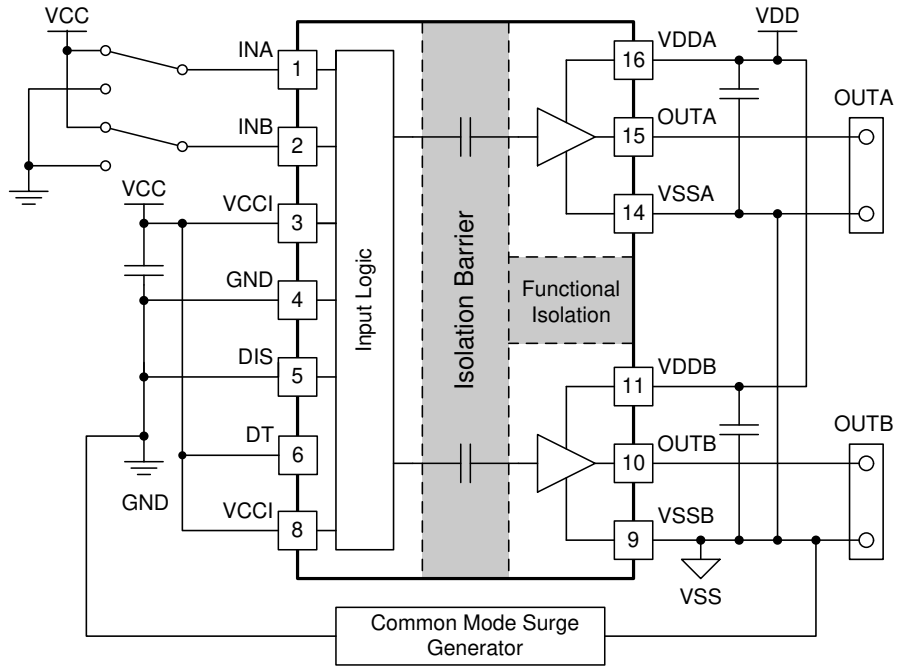 VCC
INA
1
INB
2
VCC
VCCI
3
GND
4
DIS
5
DT
6
GND
VCCI
8
Input Logic
Isolation Barrier
Functional
Isolation
VDD
VDDA
16
OUTA
15
VSSA
14
OUTA
VDDB
11
OUTB
10
VSSB
9
OUTB
VSS
Common Mode Surge
Generator